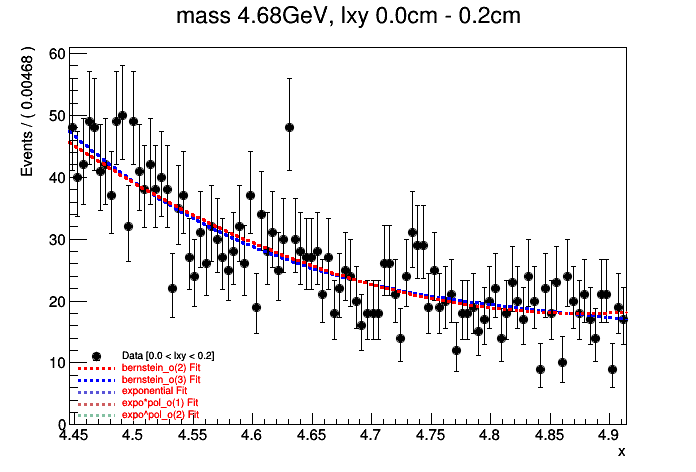 mass 4.68GeV, lxy 0.0cm - 0.2cm
Events / ( 0.00468 )
60
50
40
30
20
10
0
Data [0.0 < lxy < 0.2]
bernstein_o(2) Fit
bernstein_o(3) Fit
exponential Fit
expo*pol_o(1) Fit
expo*pol_o(2) Fit
4.45 4.5 4.55 4.6 4.65 4.7 4.75 4.8 4.85 4.9
x